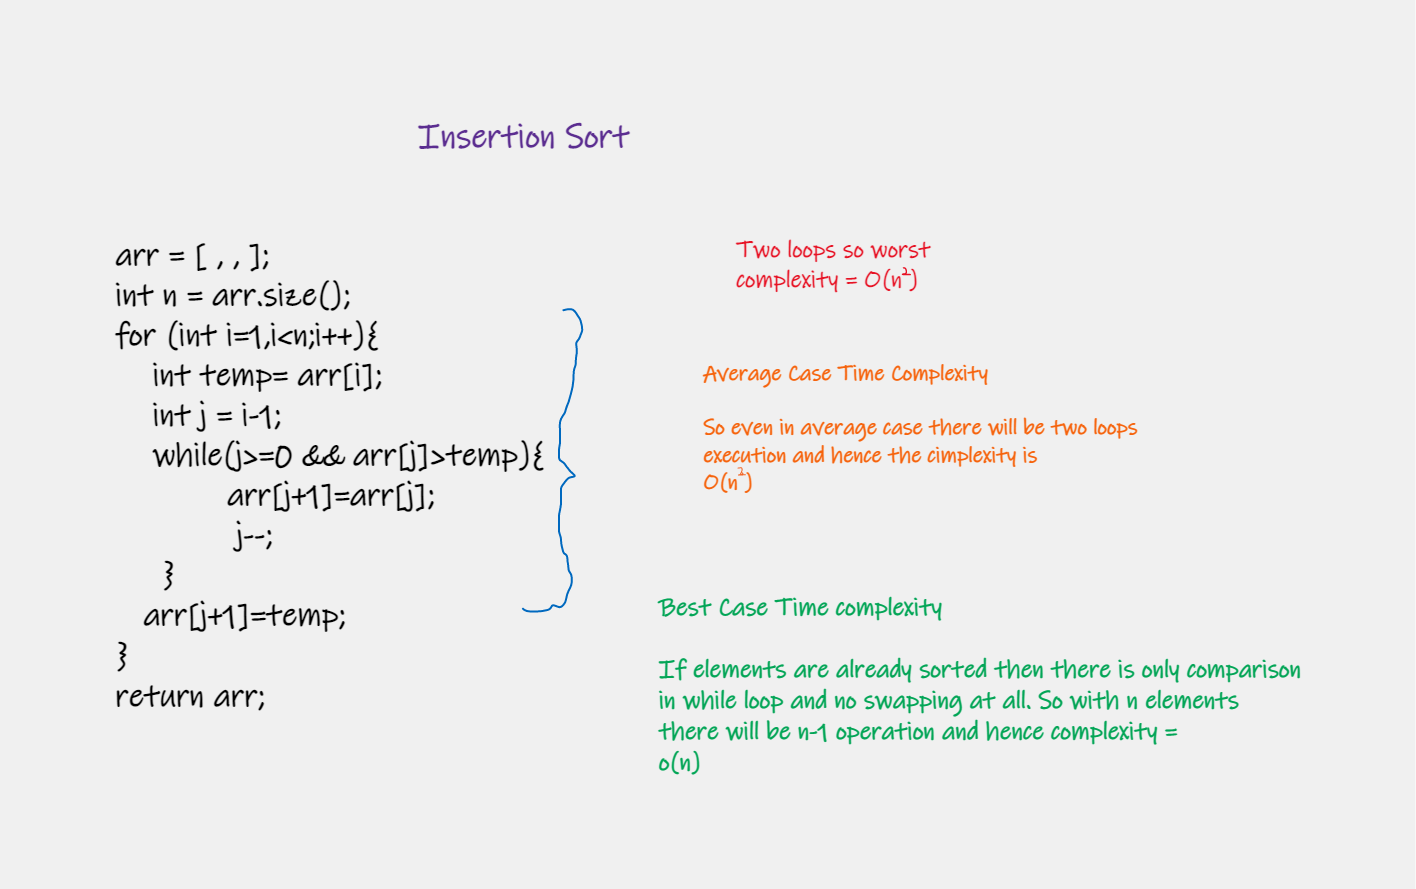 Insertion Sort
arr = [ , , ];
int n = arr.size();
for (int i=1,i<n;i++){
int temp= arr[i];
int j = i-1;
while(j>=0 && arr[j]>temp){
arr[j+1]=arr[j];
j--;
}
arr[j+1]=temp;
}
return arr;
Two loops so worst
complexity = O(n²)
Average Case Time Complexity
So even in average case there will be two loops
execution and hence the cimplexity is
O(n²)
Best Case Time complexity
If elements are already sorted then there is only comparison
in while loop and no swapping at all. So with n elements
there will be n-1 operation and hence complexity =
o(n)